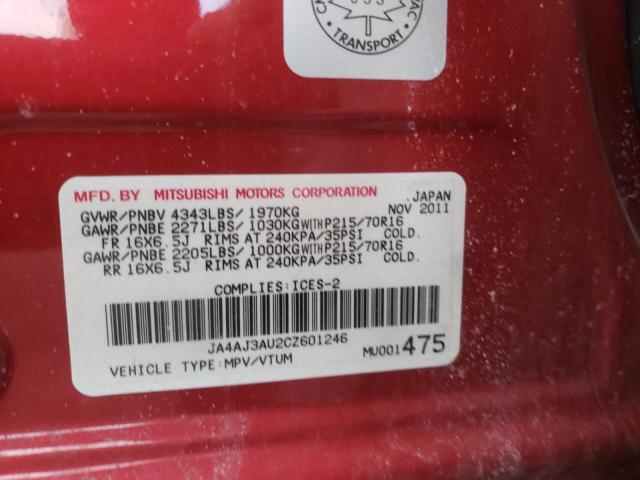 TRANSPORT
MFD. BY MITSUBISHI MOTORS CORPORATION
JAPAN
GVWR/PNBV 4343LBS/1970KG NOV 2011
GAWR/PNBE 2271LBS/1030KG WITH P215/70R16
FR 16X6.5J RIMS AT 240KPA/35PSI COLD.
GAWR/PNBE 2205LBS/1000KG WITH P215/70R16
RR 16X6.5J RIMS AT 240KPA/35PSI COLD.
COMPLIES:ICES-2
JA4AJ3AU2CZ601246
VEHICLE TYPE:MPV/VTUM MU001475